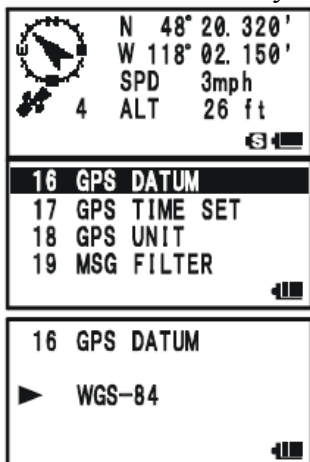 N 48° 20. 320'
W 118° 02. 150'
SPD 3mph
4 ALT 26 ft
S
16 GPS DATUM
17 GPS TIME SET
18 GPS UNIT
19 MSG FILTER
16 GPS DATUM
► WGS-84